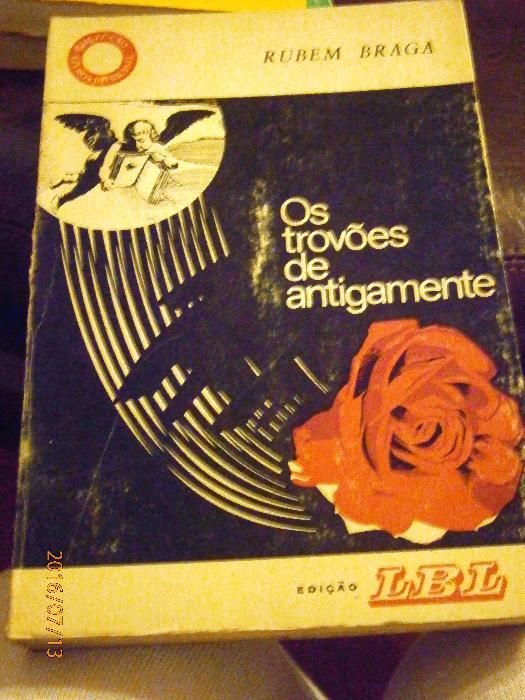 RUBEM BRAGA
Os
trovões
de
antigamente
EDIÇÃO LBL
2016/07/13